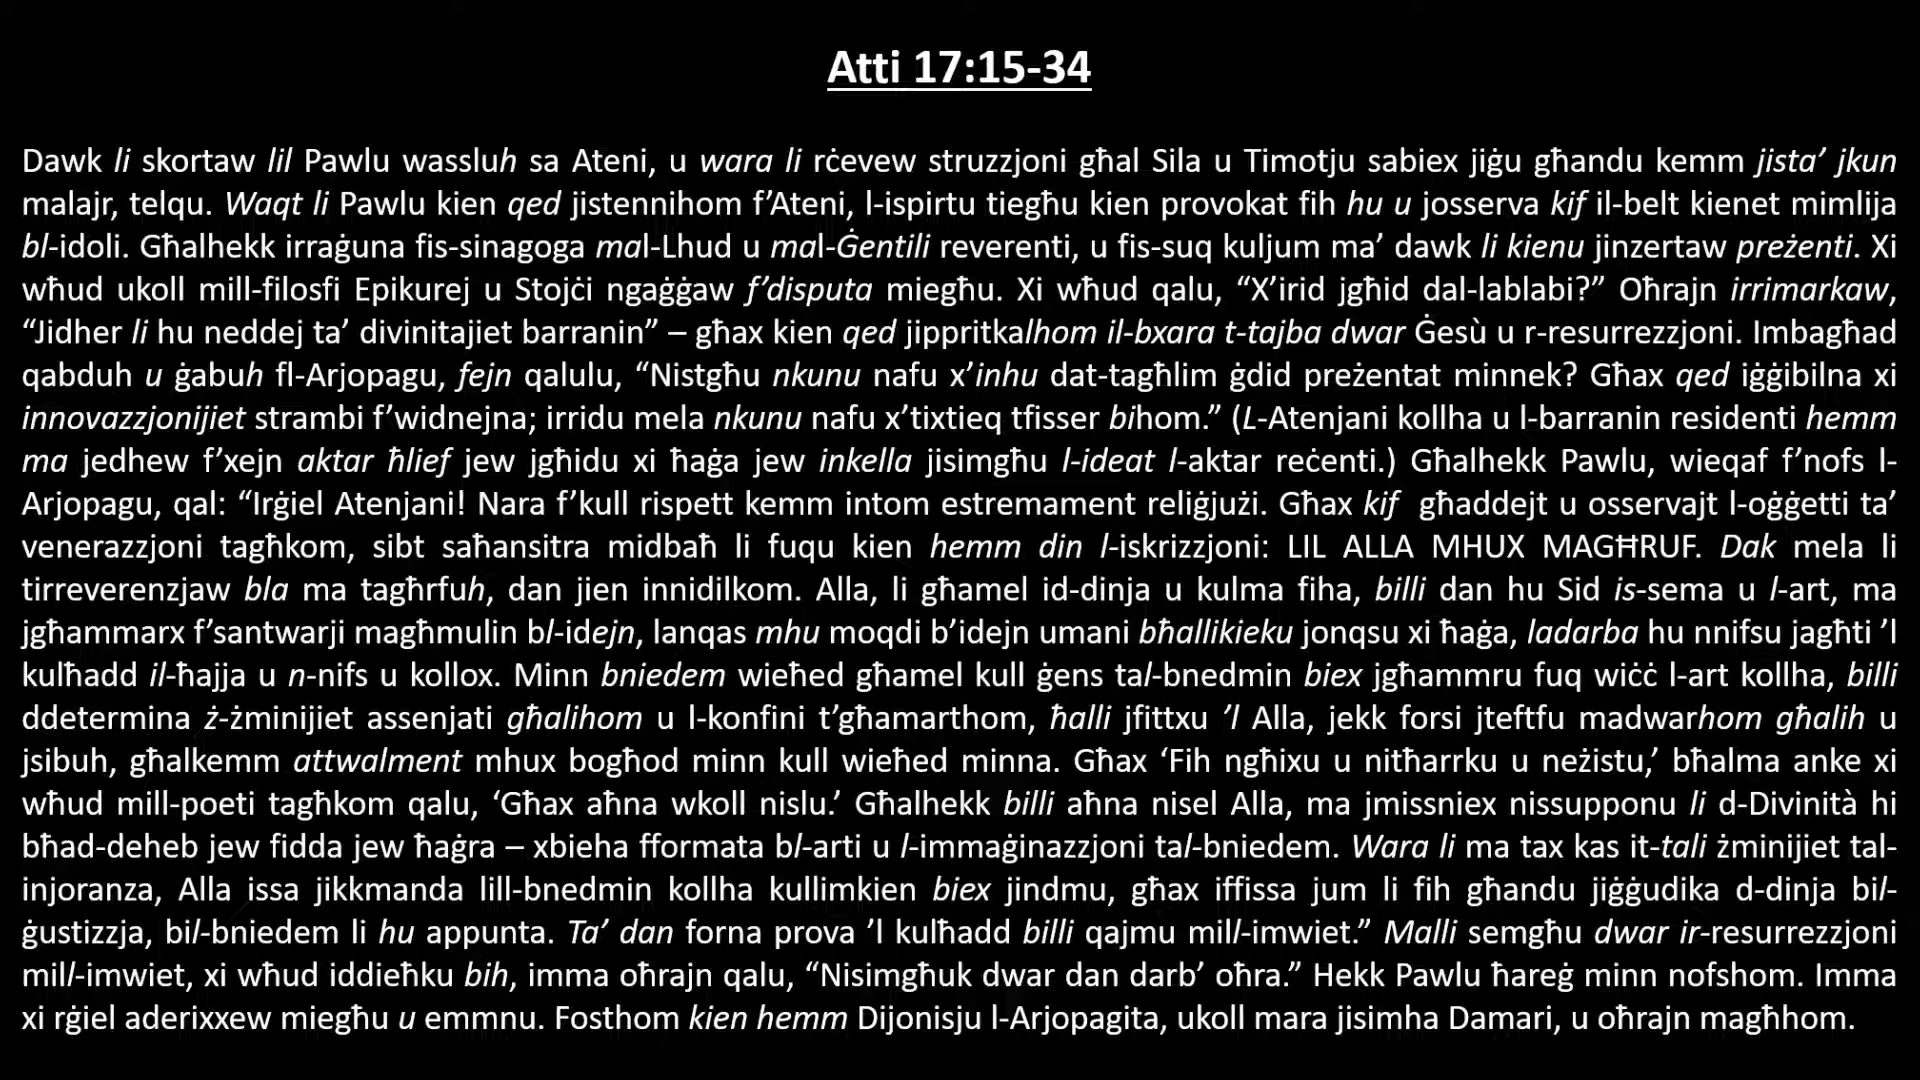 Atti 17:15-34
Dawk li skortaw lil Pawlu wassluh sa Ateni, u wara li rċevew struzzjoni għal Sila u Timotju sabiex jiġu għandu kemm jista’ jkun
malajr, telqu. Waqt li Pawlu kien qed jistennihom f’Ateni, l-ispirtu tiegħu kien provokat fih hu u josserva kif il-belt kienet mimlija
bl-idoli. Għalhekk irraġuna fis-sinagoga mal-Lhud u mal-Ġentili reverenti, u fis-suq kuljum ma’ dawk li kienu jinzertaw preżenti. Xi
wħud ukoll mill-filosfi Epikurej u Stojċi ngaġġaw f’disputa miegħu. Xi wħud qalu, “X’irid jgħid dal-lablabi?” Oħrajn irrimarkaw,
“Jidher li hu neddej ta’ divinitajiet barranin” – għax kien qed jippritkalhom il-bxara t-tajba dwar Ġesù u r-resurrezzjoni. Imbagħad
qabduh u ġabuh fl-Arjopagu, fejn qalulu, “Nistgħu nkunu nafu x’inhu dat-tagħlim ġdid preżentat minnek? Għax qed iġġibilna xi
innovazzjonijiet strambi f’widnejna; irridu mela nkunu nafu x’tixtieq tfisser bihom.” (L-Atenjani kollha u l-barranin residenti hemm
ma jedhew f’xejn aktar ħlief jew jgħidu xi ħaġa jew inkella jisimgħu l-ideat l-aktar reċenti.) Għalhekk Pawlu, wieqaf f’nofs l-
Arjopagu, qal: “Irġiel Atenjani! Nara f’kull rispett kemm intom estremament reliġjużi. Għax kif għaddejt u osservajt l-oġġetti ta’
venerazzjoni tagħkom, sibt saħansitra midbaħ li fuqu kien hemm din l-iskrizzjoni: LIL ALLA MHUX MAGĦRUF. Dak mela li
tirreverenzjaw bla ma tagħrfuh, dan jien innidilkom. Alla, li għamel id-dinja u kulma fiha, billi dan hu Sid is-sema u l-art, ma
jgħammarx f’santwarji magħmulin bl-idejn, lanqas mhu moqdi b’idejn umani bħallikieku jonqsu xi ħaġa, ladarba hu nnifsu jagħti ’l
kulħadd il-ħajja u n-nifs u kollox. Minn bniedem wieħed għamel kull ġens tal-bnedmin biex jgħammru fuq wiċċ l-art kollha, billi
ddetermina ż-żminijiet assenjati għalihom u l-konfini t’għamarthom, ħalli jfittxu ’l Alla, jekk forsi jteftfu madwarhom għalih u
jsibuh, għalkemm attwalment mhux bogħod minn kull wieħed minna. Għax ‘Fih ngħixu u nitħarrku u neżistu,’ bħalma anke xi
wħud mill-poeti tagħkom qalu, ‘Għax aħna wkoll nislu.’ Għalhekk billi aħna nisel Alla, ma jmissniex nissupponu li d-Divinità hi
bħad-deheb jew fidda jew ħaġra – xbieha fformata bl-arti u l-immaġinazzjoni tal-bniedem. Wara li ma tax kas it-tali żminijiet tal-
injoranza, Alla issa jikkmanda lill-bnedmin kollha kullimkien biex jindmu, għax iffissa jum li fih għandu jiġġudika d-dinja bil-
ġustizzja, bil-bniedem li hu appunta. Ta’ dan forna prova ’l kulħadd billi qajmu mill-imwiet.” Malli semgħu dwar ir-resurrezzjoni
mill-imwiet, xi wħud iddieħku bih, imma oħrajn qalu, “Nisimgħuk dwar dan darb’ oħra.” Hekk Pawlu ħareġ minn nofshom. Imma
xi rġiel aderixxew miegħu u emmnu. Fosthom kien hemm Dijonisju l-Arjopagita, ukoll mara jisimha Damari, u oħrajn magħhom.